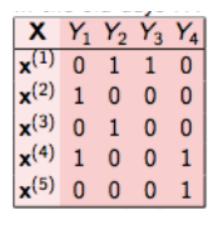 X Y₁ Y₂ Y₃ Y₄
x⁽¹⁾ 0 1 1 0
x⁽²⁾ 1 0 0 0
x⁽³⁾ 0 1 0 0
x⁽⁴⁾ 1 0 0 1
x⁽⁵⁾ 0 0 0 1